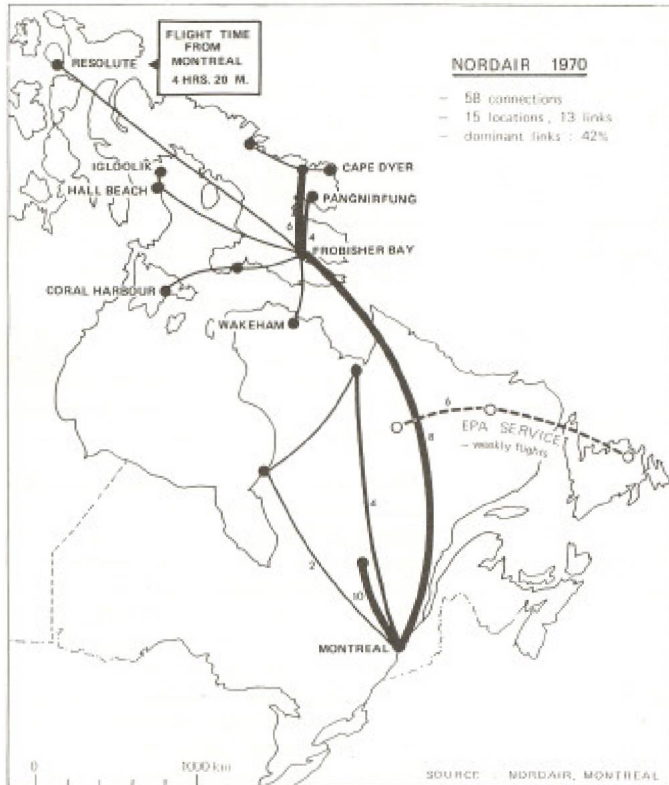 FLIGHT TIME
FROM
MONTREAL
4 HRS. 20 M.
RESOLUTE
NORDAIR 1970
- 58 connections
- 15 locations, 13 links
- dominant links : 42%
IGLOOLIK
HALL BEACH
CAPE DYER
PANGNIRFUNG
6
4
FROBISHER BAY
CORAL HARBOUR
WAKEHAM
6
EPA SERVICE
- weekly flights
8
4
2
10
MONTREAL
0
1000 km
SOURCE : NORDAIR, MONTREAL